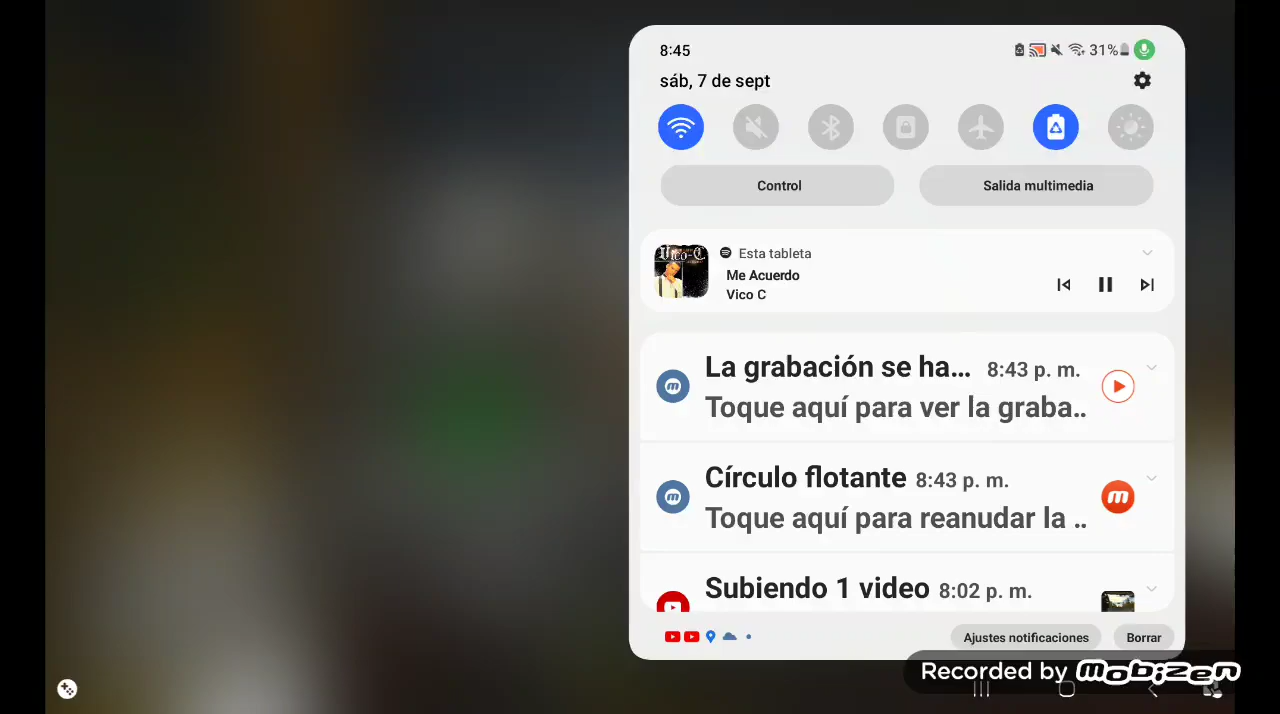 8:45
31%
sáb, 7 de sept
Control
Salida multimedia
Vico-C
Esta tableta
Me Acuerdo
Vico C
La grabación se ha... 8:43 p. m.
Toque aquí para ver la graba..
Círculo flotante 8:43 p. m.
Toque aquí para reanudar la ..
Subiendo 1 video 8:02 p. m.
Ajustes notificaciones
Borrar
Recorded by mobizen